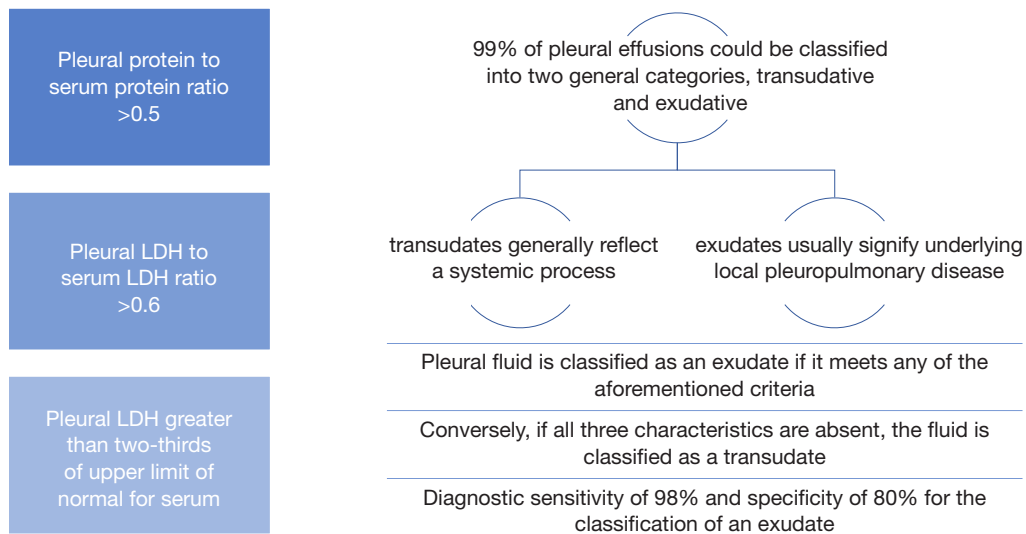 Pleural protein to
serum protein ratio
>0.5
Pleural LDH to
serum LDH ratio
>0.6
Pleural LDH greater
than two-thirds
of upper limit of
normal for serum
99% of pleural effusions could be classified
into two general categories, transudative
and exudative
transudates generally reflect
a systemic process
exudates usually signify underlying
local pleuropulmonary disease
Pleural fluid is classified as an exudate if it meets any of the
aforementioned criteria
Conversely, if all three characteristics are absent, the fluid is
classified as a transudate
Diagnostic sensitivity of 98% and specificity of 80% for the
classification of an exudate